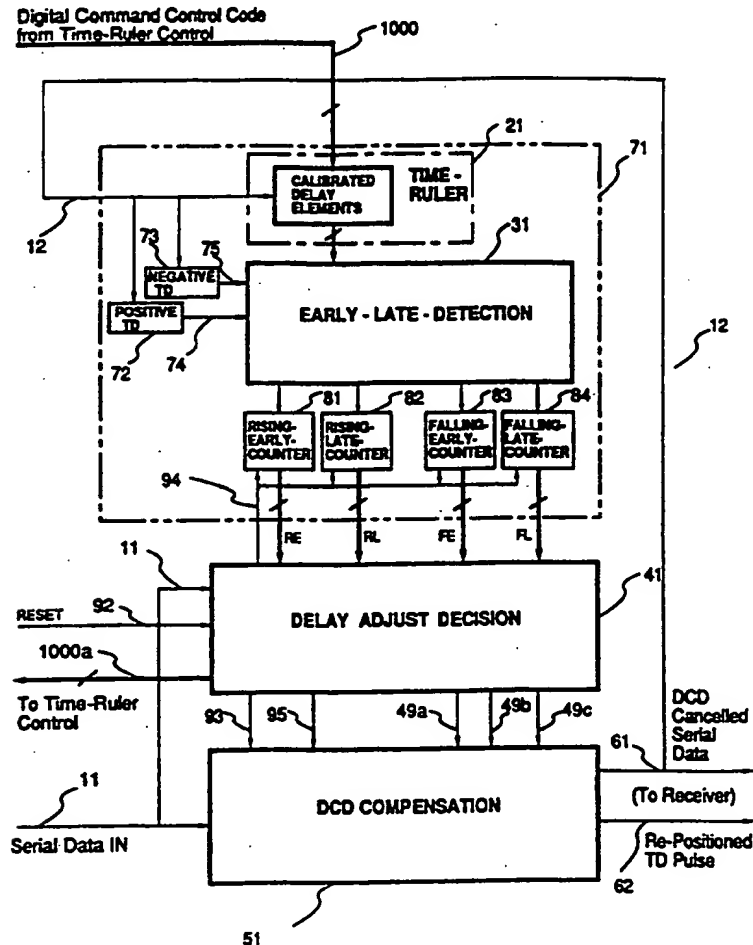 Digital Command Control Code
from Time-Ruler Control
1000
21
71
CALIBRATED
DELAY
ELEMENTS
TIME -
RULER
12
73
75
31
NEGATIVE
TD
POSITIVE
TD
EARLY - LATE - DETECTION
72
74
12
81
82
83
84
RISING-
EARLY-
COUNTER
RISING-
LATE-
COUNTER
FALLING-
EARLY-
COUNTER
FALLING-
LATE-
COUNTER
94
RE
RL
FE
FL
11
41
RESET
92
DELAY ADJUST DECISION
1000a
To Time-Ruler
Control
93
95
49a
49b
49c
DCD
Cancelled
Serial
Data
61
11
DCD COMPENSATION
(To Receiver)
Serial Data IN
Re-Positioned
TD Pulse
62
51